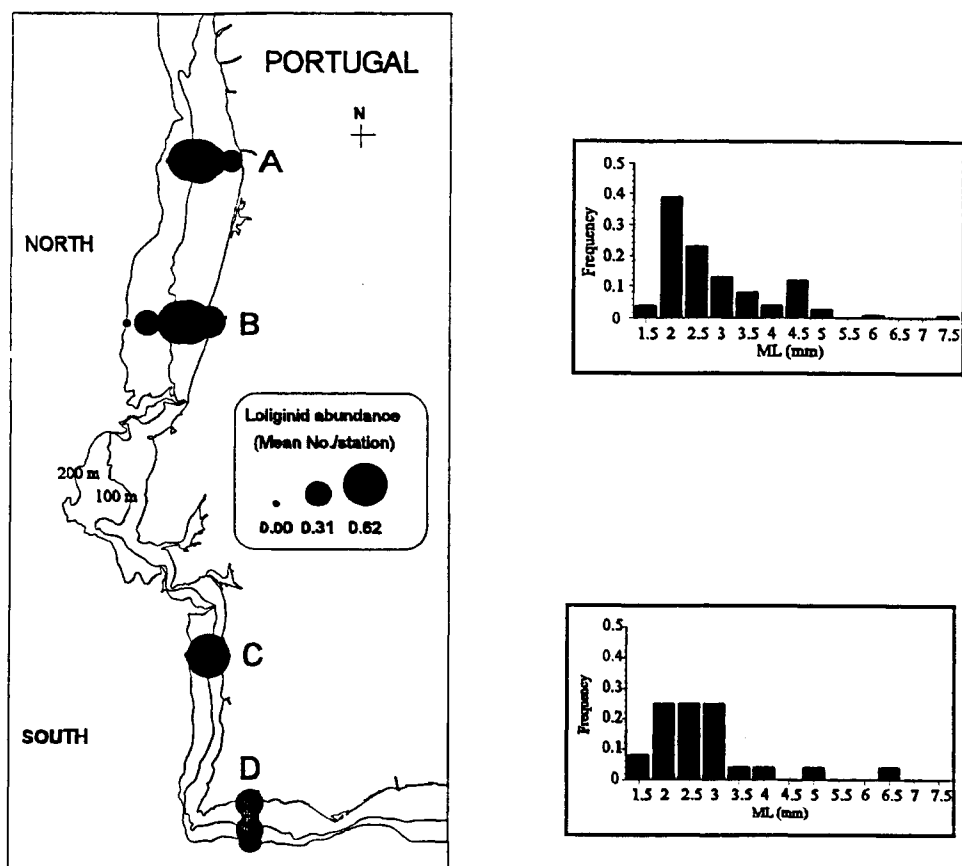 PORTUGAL
N
A
NORTH
B
Loliginid abundance
(Mean No./station)
0.00 0.31 0.62
200 m
100 m
C
SOUTH
D
0.5
0.4
0.3
0.2
0.1
0
Frequency
1.5 2 2.5 3 3.5 4 4.5 5 5.5 6 6.5 7 7.5
ML (mm)
0.5
0.4
0.3
0.2
0.1
0
Frequency
1.5 2 2.5 3 3.5 4 4.5 5 5.5 6 6.5 7 7.5
ML (mm)